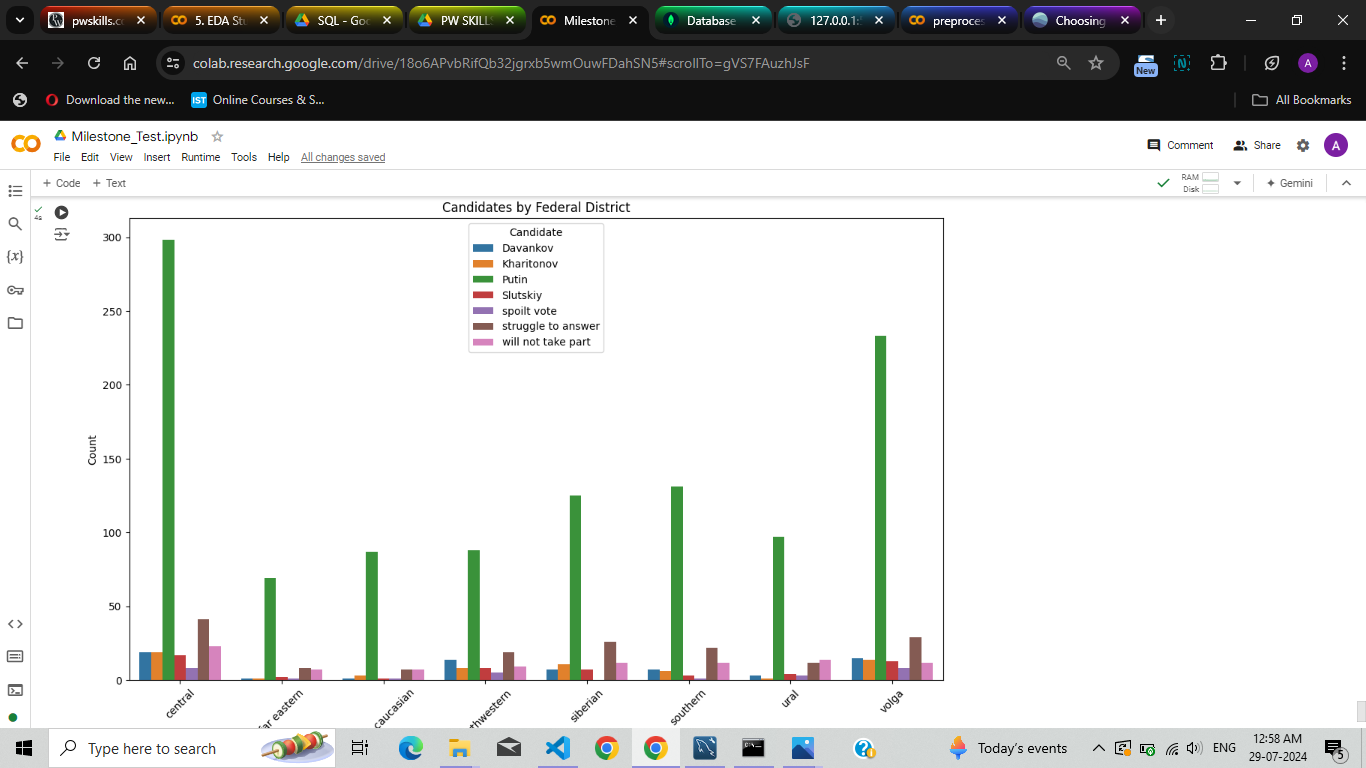 pwskills.c
5. EDA Stu
SQL - Goo
PW SKILL
Milestone
Database
127.0.0.1:
preproces
Choosing
colab.research.google.com/drive/18o6APvbRifQb32jgrxb5wmOuwFDahSN5#scrollTo=gVS7FAuzhJsF
New
N
A
Download the new...
IST
Online Courses & S...
All Bookmarks
Milestone_Test.ipynb
File Edit View Insert Runtime Tools Help All changes saved
Comment
Share
A
+ Code + Text
RAM
Disk
Gemini
4s
{x}
Candidates by Federal District
Candidate
Davankov
Kharitonov
Putin
Slutskiy
spoilt vote
struggle to answer
will not take part
Count
300
250
200
150
100
50
0
central
far eastern
caucasian
thwestern
siberian
southern
ural
volga
Type here to search
Today's events
ENG
12:58 AM
29-07-2024
5